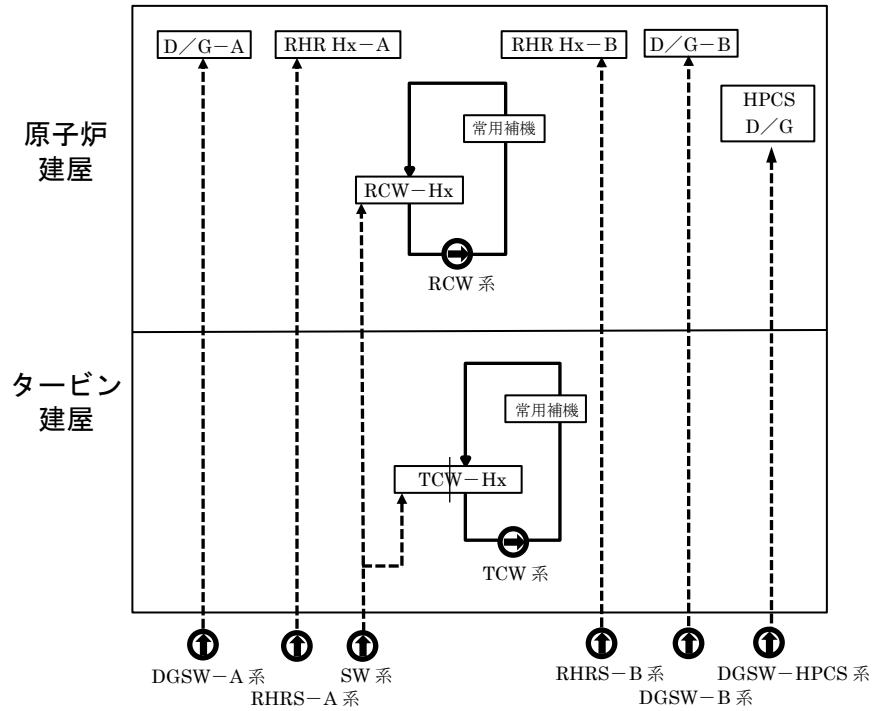 D/G-A
RHR Hx-A
RHR Hx-B
D/G-B
HPCS
D/G
常用補機
原子炉
建屋
RCW-Hx
RCW 系
タービン
建屋
常用補機
TCW-Hx
TCW 系
DGSW-A 系
RHRS-A 系
SW 系
RHRS-B 系
DGSW-B 系
DGSW-HPCS 系